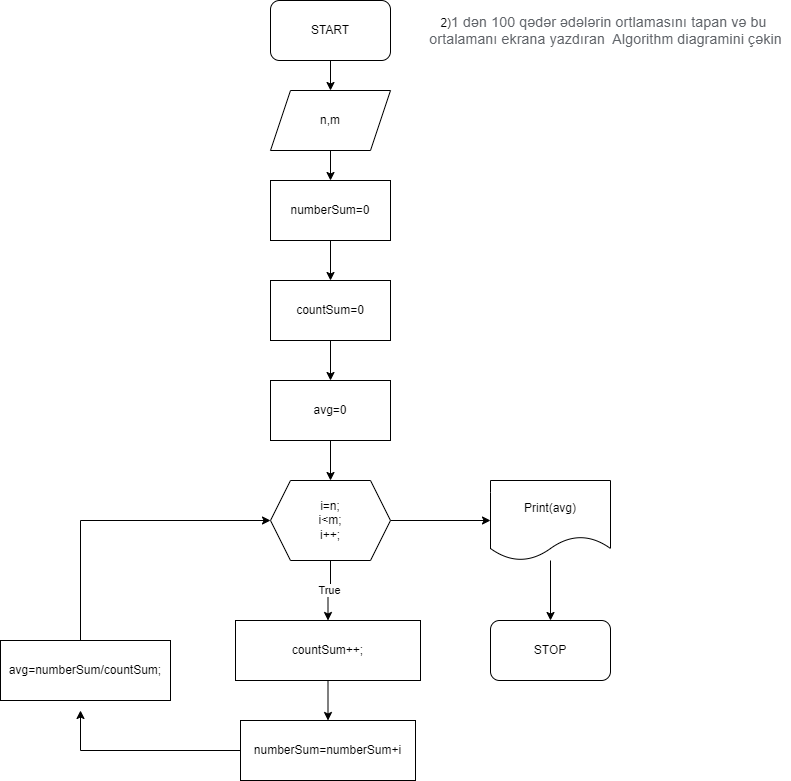 START
2)1 dən 100 qədər ədələrin ortlamasını tapan və bu
ortalamanı ekrana yazdıran Algorithm diagramini çəkin
n,m
numberSum=0
countSum=0
avg=0
i=n;
i<m;
i++;
Print(avg)
True
countSum++;
STOP
avg=numberSum/countSum;
numberSum=numberSum+i